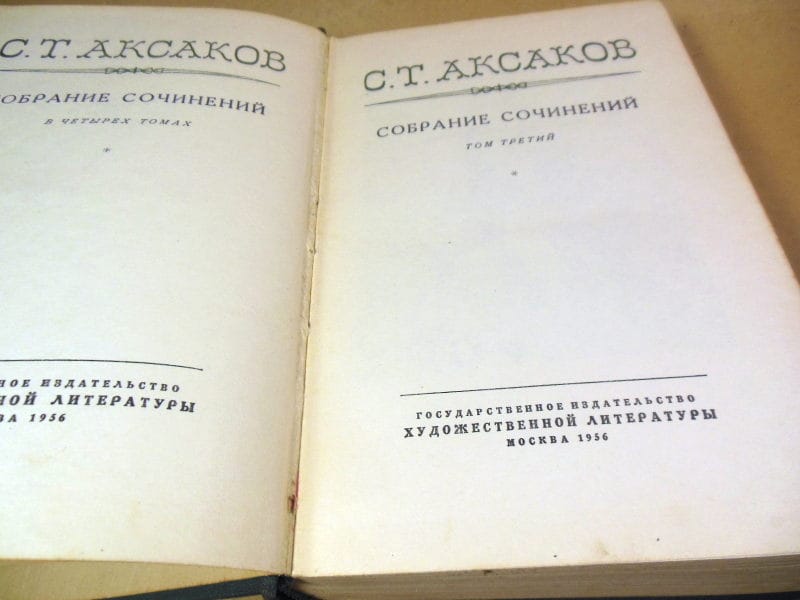 С. Т. АКСАКОВ
СОБРАНИЕ СОЧИНЕНИЙ
В ЧЕТЫРЕХ ТОМАХ
*
НОЕ ИЗДАТЕЛЬСТВО
НОЙ ЛИТЕРАТУРЫ
ВА 1956
С. Т. АКСАКОВ
СОБРАНИЕ СОЧИНЕНИЙ
ТОМ ТРЕТИЙ
*
ГОСУДАРСТВЕННОЕ ИЗДАТЕЛЬСТВО
ХУДОЖЕСТВЕННОЙ ЛИТЕРАТУРЫ
МОСКВА 1956